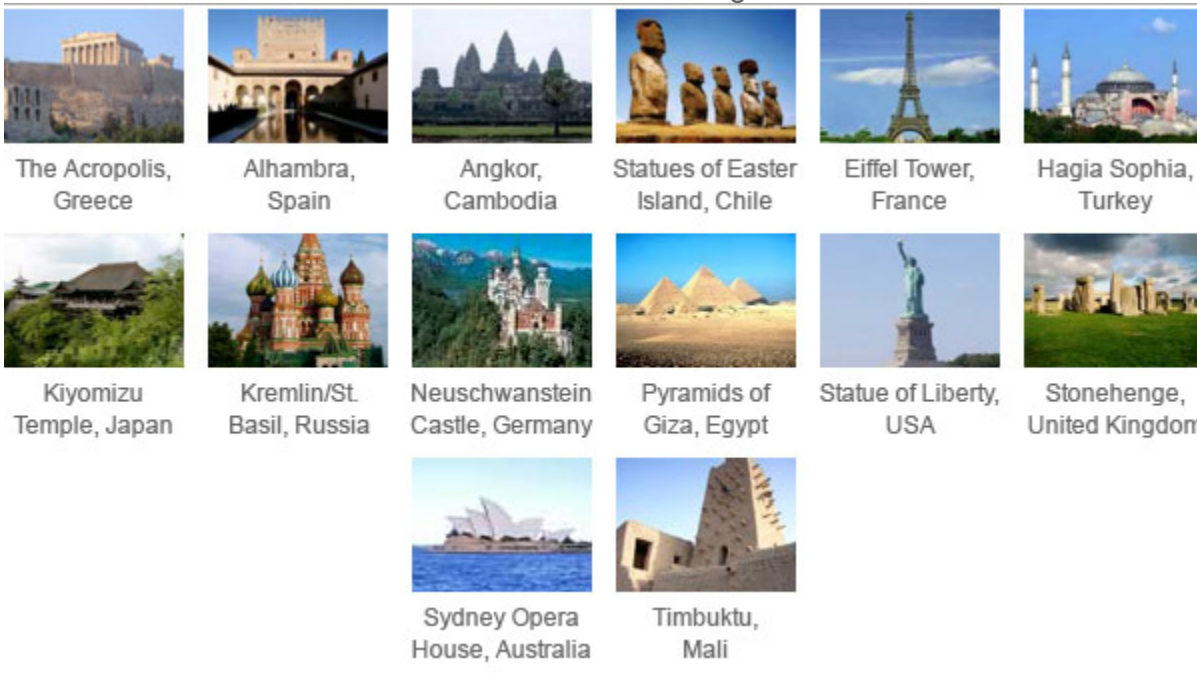 The Acropolis,
Greece
Alhambra,
Spain
Angkor,
Cambodia
Statues of Easter
Island, Chile
Eiffel Tower,
France
Hagia Sophia,
Turkey
Kiyomizu
Temple, Japan
Kremlin/St.
Basil, Russia
Neuschwanstein
Castle, Germany
Pyramids of
Giza, Egypt
Statue of Liberty,
USA
Stonehenge,
United Kingdom
Sydney Opera
House, Australia
Timbuktu,
Mali